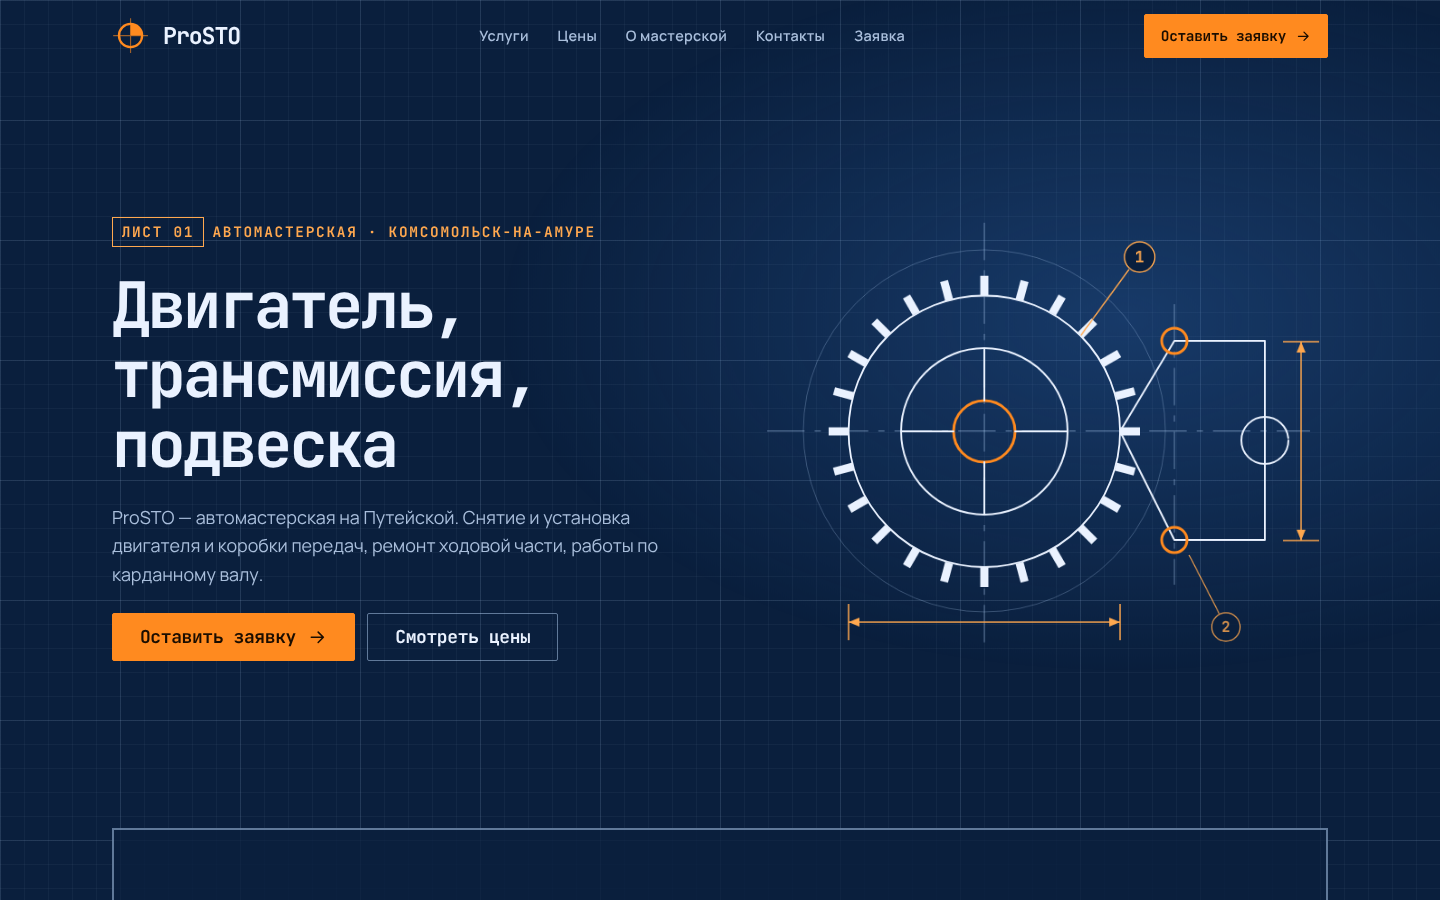 ProSTO
Услуги
Цены
О мастерской
Контакты
Заявка
Оставить заявку →
ЛИСТ 01 АВТОМАСТЕРСКАЯ · КОМСОМОЛЬСК-НА-АМУРЕ
Двигатель,
трансмиссия,
подвеска
ProSTO — автомастерская на Путейской. Снятие и установка
двигателя и коробки передач, ремонт ходовой части, работы по
карданному валу.
Оставить заявку →
Смотреть цены
1
2